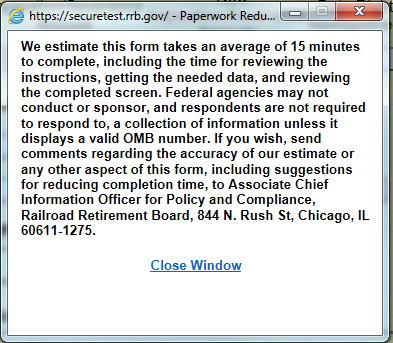 https://securetest.rrb.gov/ - Paperwork Redu...
We estimate this form takes an average of 15 minutes
to complete, including the time for reviewing the
instructions, getting the needed data, and reviewing
the completed screen. Federal agencies may not
conduct or sponsor, and respondents are not required
to respond to, a collection of information unless it
displays a valid OMB number. If you wish, send
comments regarding the accuracy of our estimate or
any other aspect of this form, including suggestions
for reducing completion time, to Associate Chief
Information Officer for Policy and Compliance,
Railroad Retirement Board, 844 N. Rush St, Chicago, IL
60611-1275.
Close Window